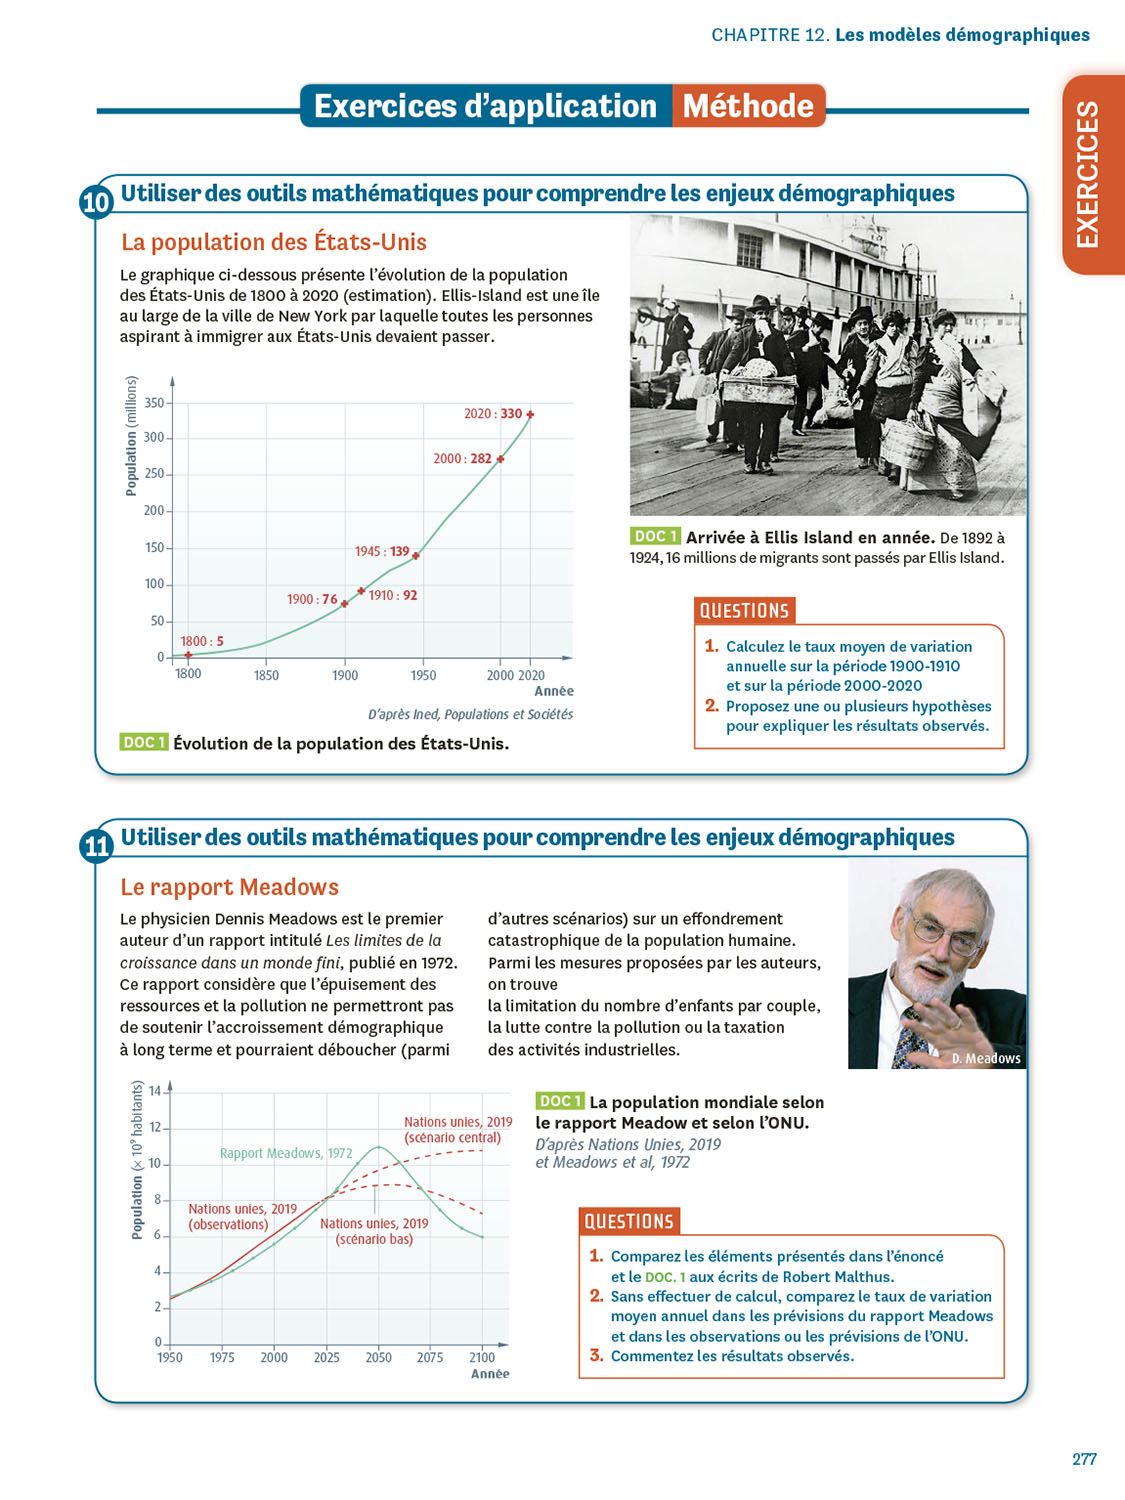 CHAPITRE 12. Les modèles démographiques
EXERCICES
Exercices d'application Méthode
10 Utiliser des outils mathématiques pour comprendre les enjeux démographiques
La population des États-Unis
Le graphique ci-dessous présente l'évolution de la population
des États-Unis de 1800 à 2020 (estimation). Ellis-Island est une île
au large de la ville de New York par laquelle toutes les personnes
aspirant à immigrer aux États-Unis devaient passer.
Population (millions)
350
300
250
200
150
100
50
0
2020 : 330
2000 : 282
1945 : 139
1900 : 76
1910 : 92
1800 : 5
1800
1850
1900
1950
2000
2020
Année
D'après Ined, Populations et Sociétés
DOC 1 Évolution de la population des États-Unis.
DOC 1 Arrivée à Ellis Island en année. De 1892 à
1924, 16 millions de migrants sont passés par Ellis Island.
QUESTIONS
1. Calculez le taux moyen de variation
annuelle sur la période 1900-1910
et sur la période 2000-2020
2. Proposez une ou plusieurs hypothèses
pour expliquer les résultats observés.
11 Utiliser des outils mathématiques pour comprendre les enjeux démographiques
Le rapport Meadows
Le physicien Dennis Meadows est le premier
auteur d'un rapport intitulé Les limites de la
croissance dans un monde fini, publié en 1972.
Ce rapport considère que l'épuisement des
ressources et la pollution ne permettront pas
de soutenir l'accroissement démographique
à long terme et pourraient déboucher (parmi
d'autres scénarios) sur un effondrement
catastrophique de la population humaine.
Parmi les mesures proposées par les auteurs,
on trouve
la limitation du nombre d'enfants par couple,
la lutte contre la pollution ou la taxation
des activités industrielles.
D. Meadows
Population (× 10⁹ habitants)
14
12
10
8
6
4
2
0
Nations unies, 2019
(scénario central)
Rapport Meadows, 1972
Nations unies, 2019
(observations)
Nations unies, 2019
(scénario bas)
1950
1975
2000
2025
2050
2075
2100
Année
DOC 1 La population mondiale selon
le rapport Meadow et selon l'ONU.
D'après Nations Unies, 2019
et Meadows et al, 1972
QUESTIONS
1. Comparez les éléments présentés dans l'énoncé
et le DOC. 1 aux écrits de Robert Malthus.
2. Sans effectuer de calcul, comparez le taux de variation
moyen annuel dans les prévisions du rapport Meadows
et dans les observations ou les prévisions de l'ONU.
3. Commentez les résultats observés.
277